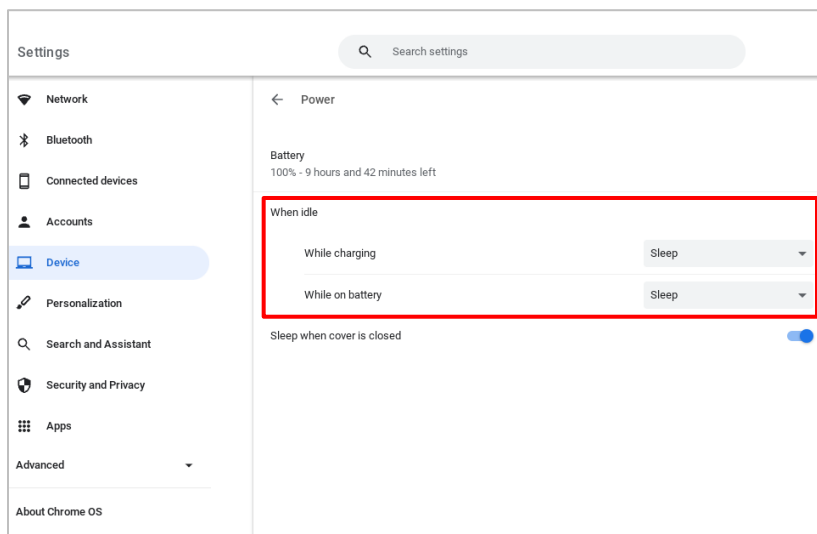 Settings
Search settings
Network
Bluetooth
Connected devices
Accounts
Device
Personalization
Search and Assistant
Security and Privacy
Apps
Advanced
About Chrome OS
Power
Battery
100% - 9 hours and 42 minutes left
When idle
While charging
Sleep
While on battery
Sleep
Sleep when cover is closed